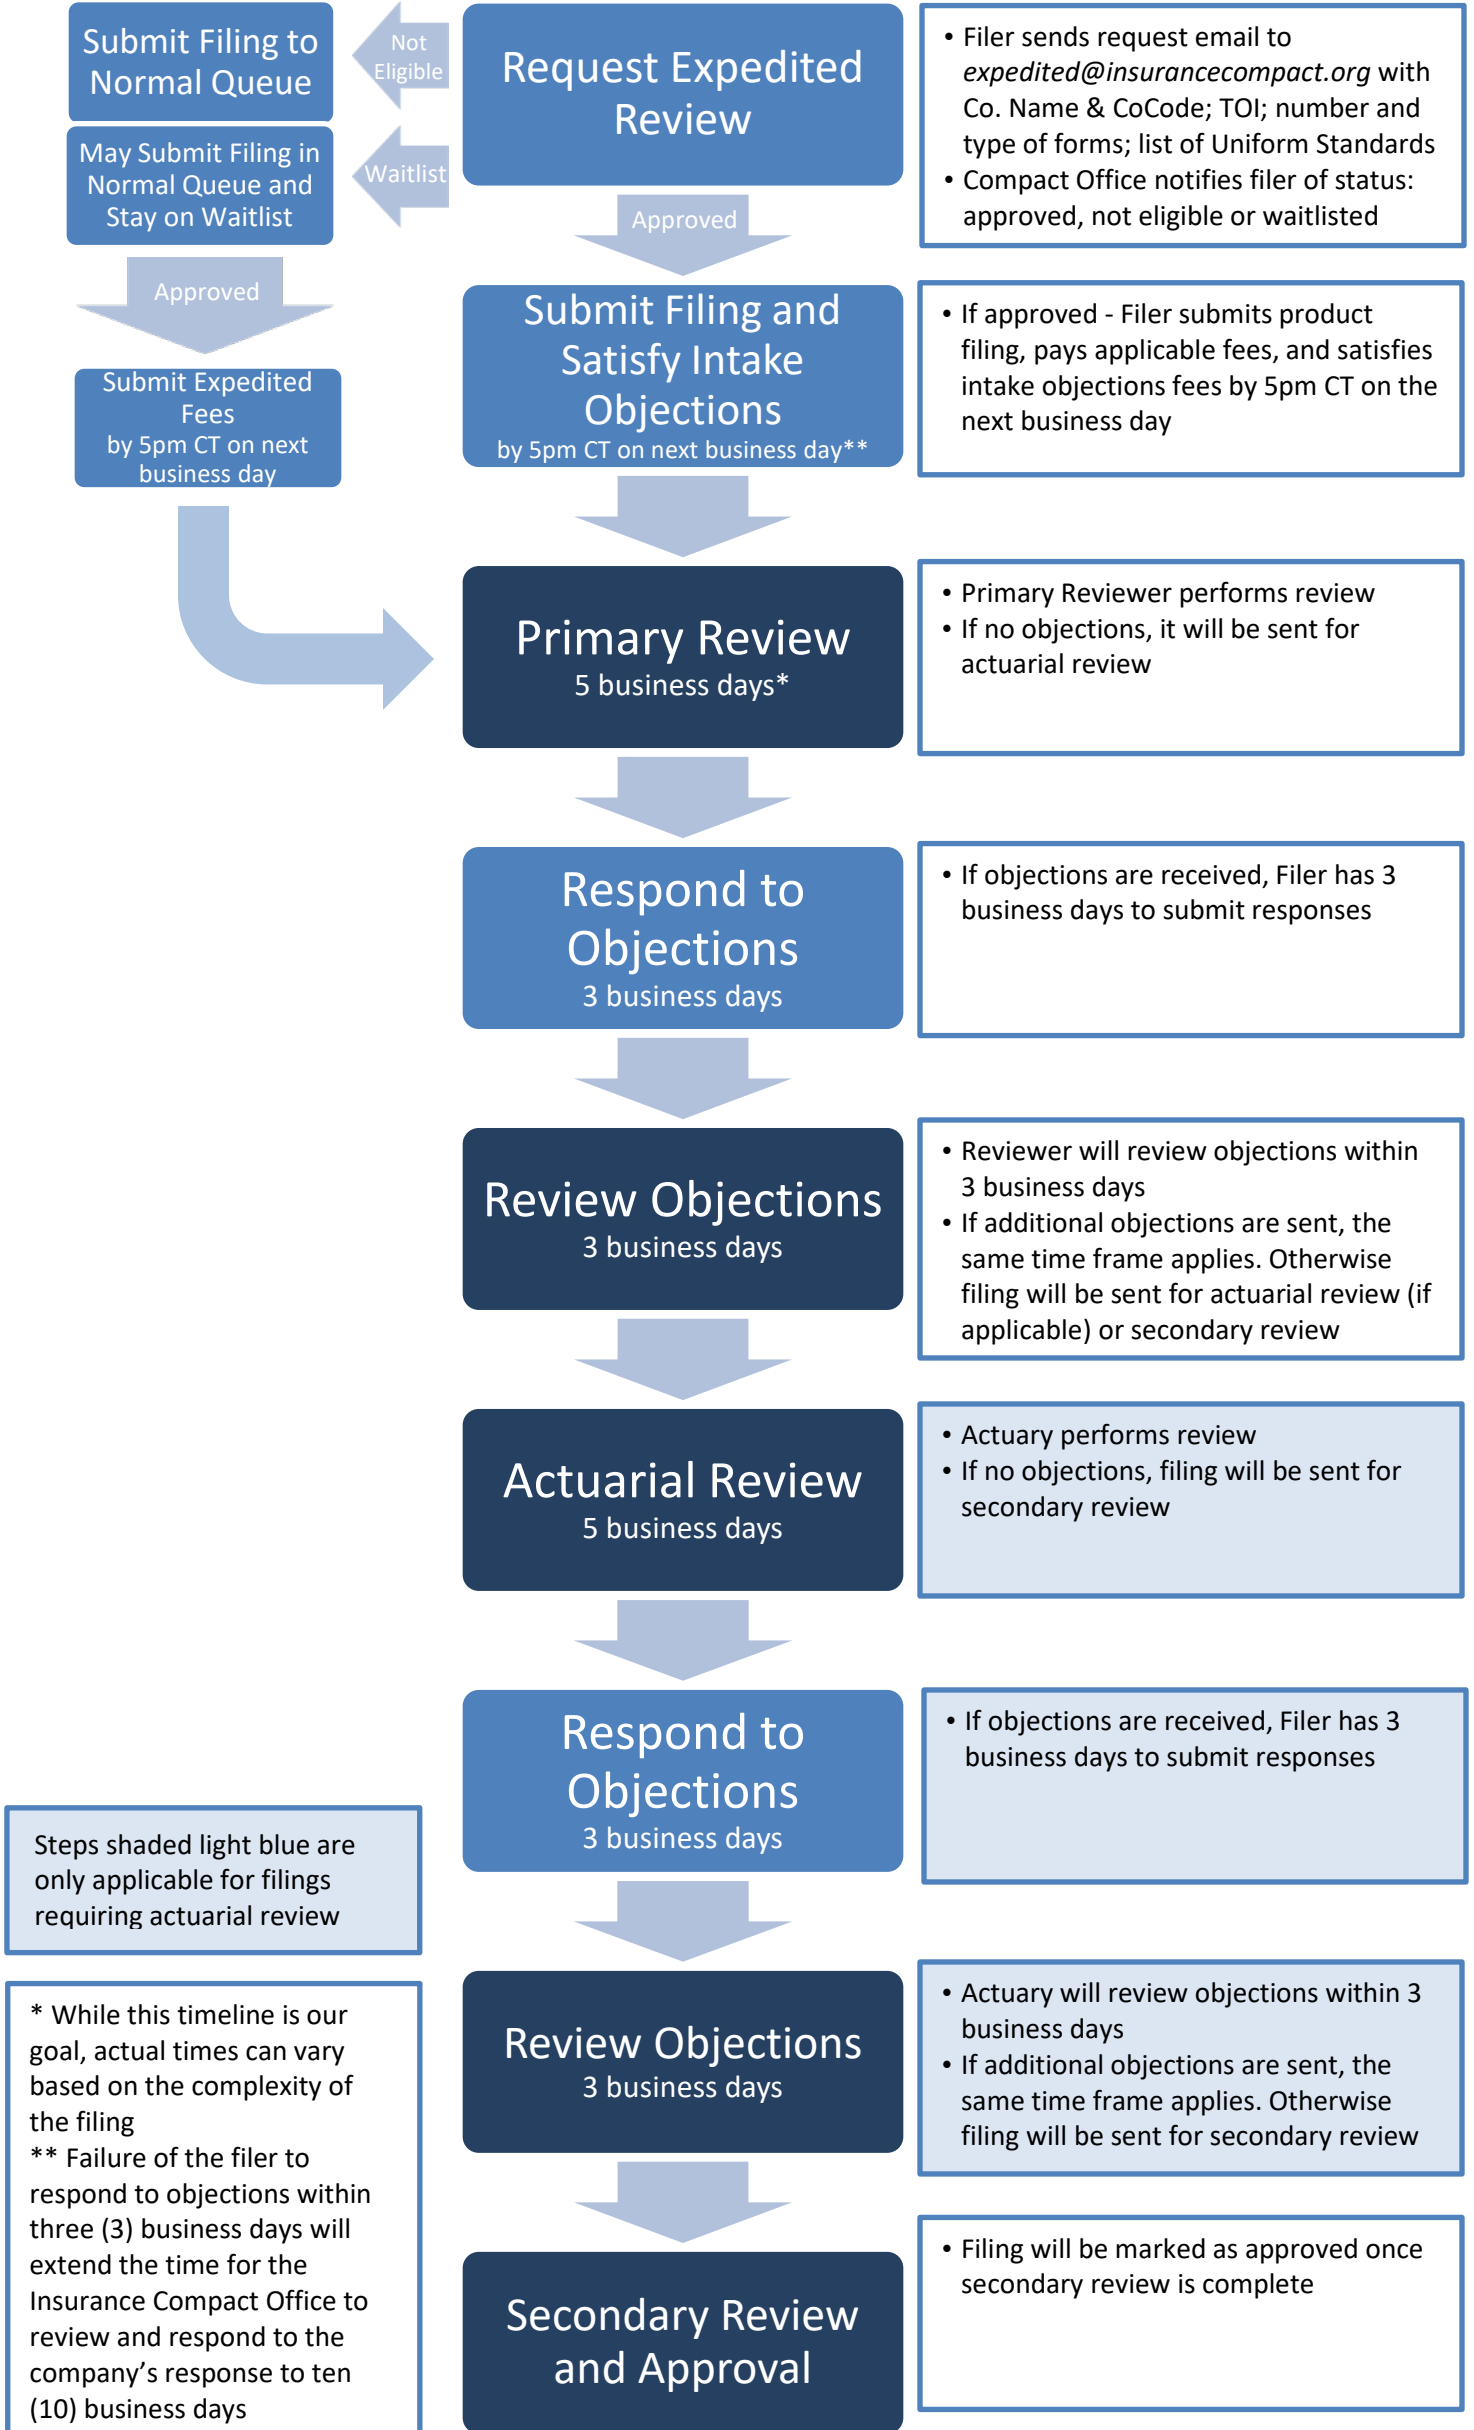 Submit Filing to
Normal Queue
Not
Eligible
Request Expedited
Review
• Filer sends request email to
expedited@insurancecompact.org with
Co. Name & CoCode; TOI; number and
type of forms; list of Uniform Standards
• Compact Office notifies filer of status:
approved, not eligible or waitlisted
May Submit Filing in
Normal Queue and
Stay on Waitlist
Waitlist
Approved
Approved
Submit Filing and
Satisfy Intake
Objections
by 5pm CT on next business day**
• If approved - Filer submits product
filing, pays applicable fees, and satisfies
intake objections fees by 5pm CT on the
next business day
Submit Expedited
Fees
by 5pm CT on next
business day
Primary Review
5 business days*
• Primary Reviewer performs review
• If no objections, it will be sent for
actuarial review
Respond to
Objections
3 business days
• If objections are received, Filer has 3
business days to submit responses
Review Objections
3 business days
• Reviewer will review objections within
3 business days
• If additional objections are sent, the
same time frame applies. Otherwise
filing will be sent for actuarial review (if
applicable) or secondary review
Actuarial Review
5 business days
• Actuary performs review
• If no objections, filing will be sent for
secondary review
Respond to
Objections
3 business days
• If objections are received, Filer has 3
business days to submit responses
Steps shaded light blue are
only applicable for filings
requiring actuarial review
Review Objections
3 business days
• Actuary will review objections within 3
business days
• If additional objections are sent, the
same time frame applies. Otherwise
filing will be sent for secondary review
* While this timeline is our
goal, actual times can vary
based on the complexity of
the filing
** Failure of the filer to
respond to objections within
three (3) business days will
extend the time for the
Insurance Compact Office to
review and respond to the
company’s response to ten
(10) business days
Secondary Review
and Approval
• Filing will be marked as approved once
secondary review is complete